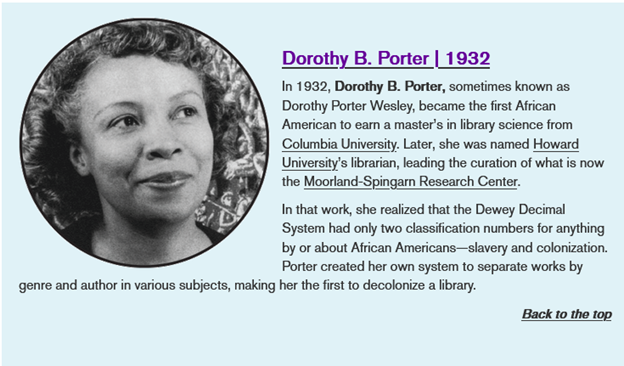 Dorothy B. Porter | 1932
In 1932, Dorothy B. Porter, sometimes known as
Dorothy Porter Wesley, became the first African
American to earn a master's in library science from
Columbia University. Later, she was named Howard
University's librarian, leading the curation of what is now
the Moorland-Spingarn Research Center.
In that work, she realized that the Dewey Decimal
System had only two classification numbers for anything
by or about African Americans—slavery and colonization.
Porter created her own system to separate works by
genre and author in various subjects, making her the first to decolonize a library.
Back to the top